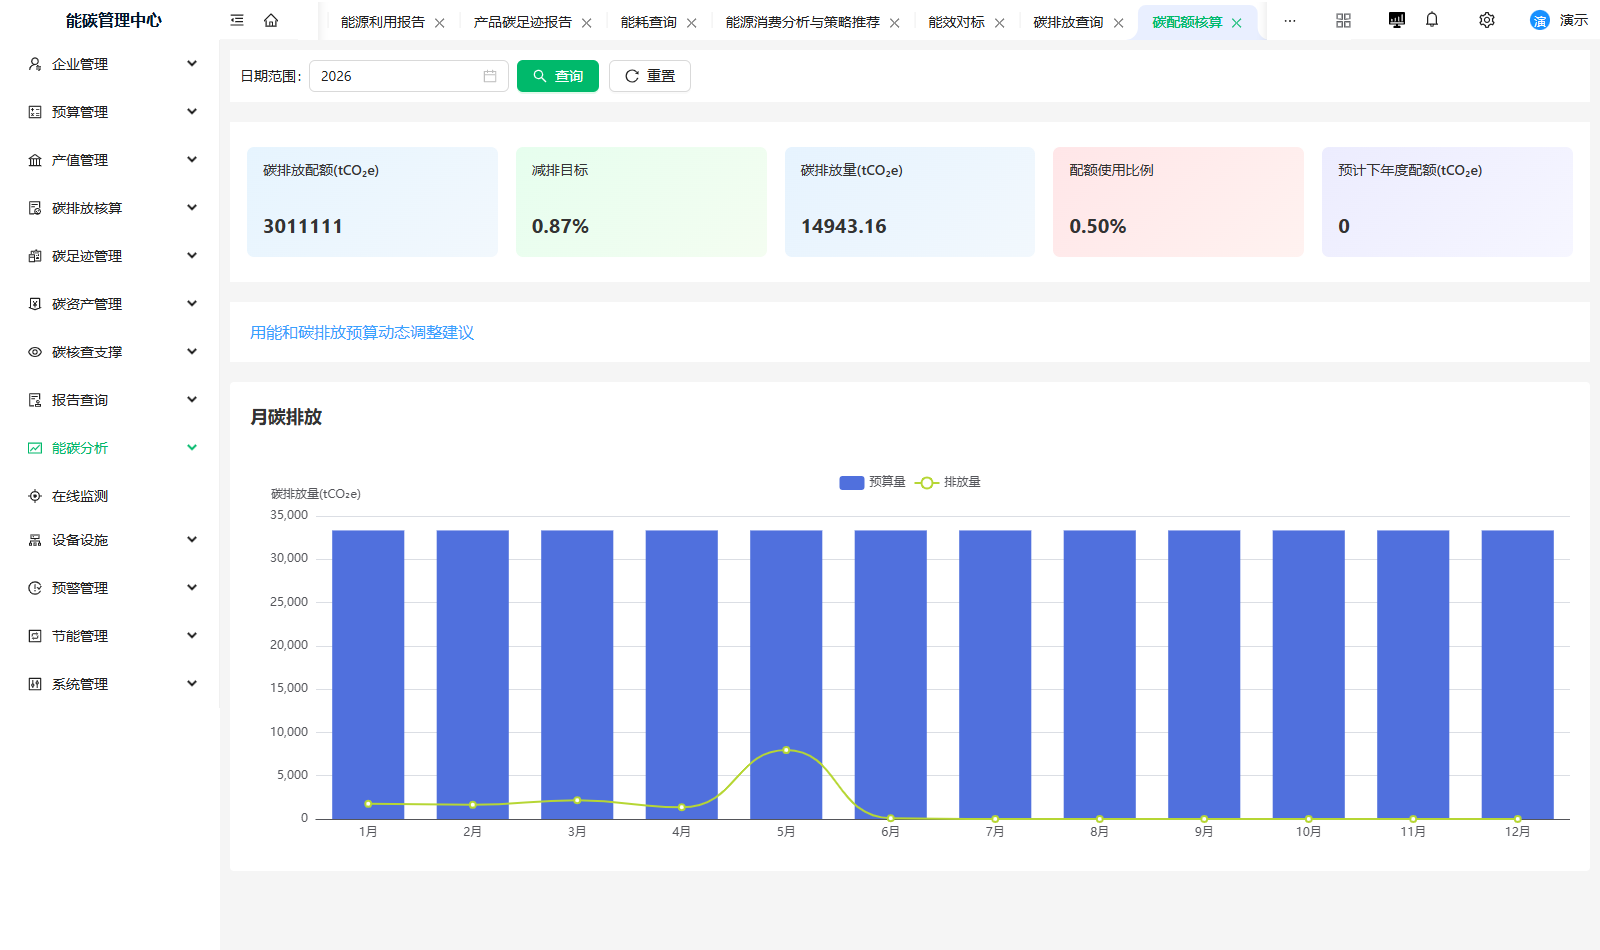 能碳管理中心
能源利用报告
产品碳足迹报告
能耗查询
能源消费分析与策略推荐
能效对标
碳排放查询
碳配额核算
演 演示
企业管理
预算管理
产值管理
碳排放核算
碳足迹管理
碳资产管理
碳核查支撑
报告查询
能碳分析
在线监测
设备设施
预警管理
节能管理
系统管理
日期范围: 2026 查询 重置
碳排放配额(tCO₂e)
3011111
减排目标
0.87%
碳排放量(tCO₂e)
14943.16
配额使用比例
0.50%
预计下年度配额(tCO₂e)
0
用能和碳排放预算动态调整建议
月碳排放
预算量 排放量
碳排放量(tCO₂e)
35,000
30,000
25,000
20,000
15,000
10,000
5,000
0
1月 2月 3月 4月 5月 6月 7月 8月 9月 10月 11月 12月